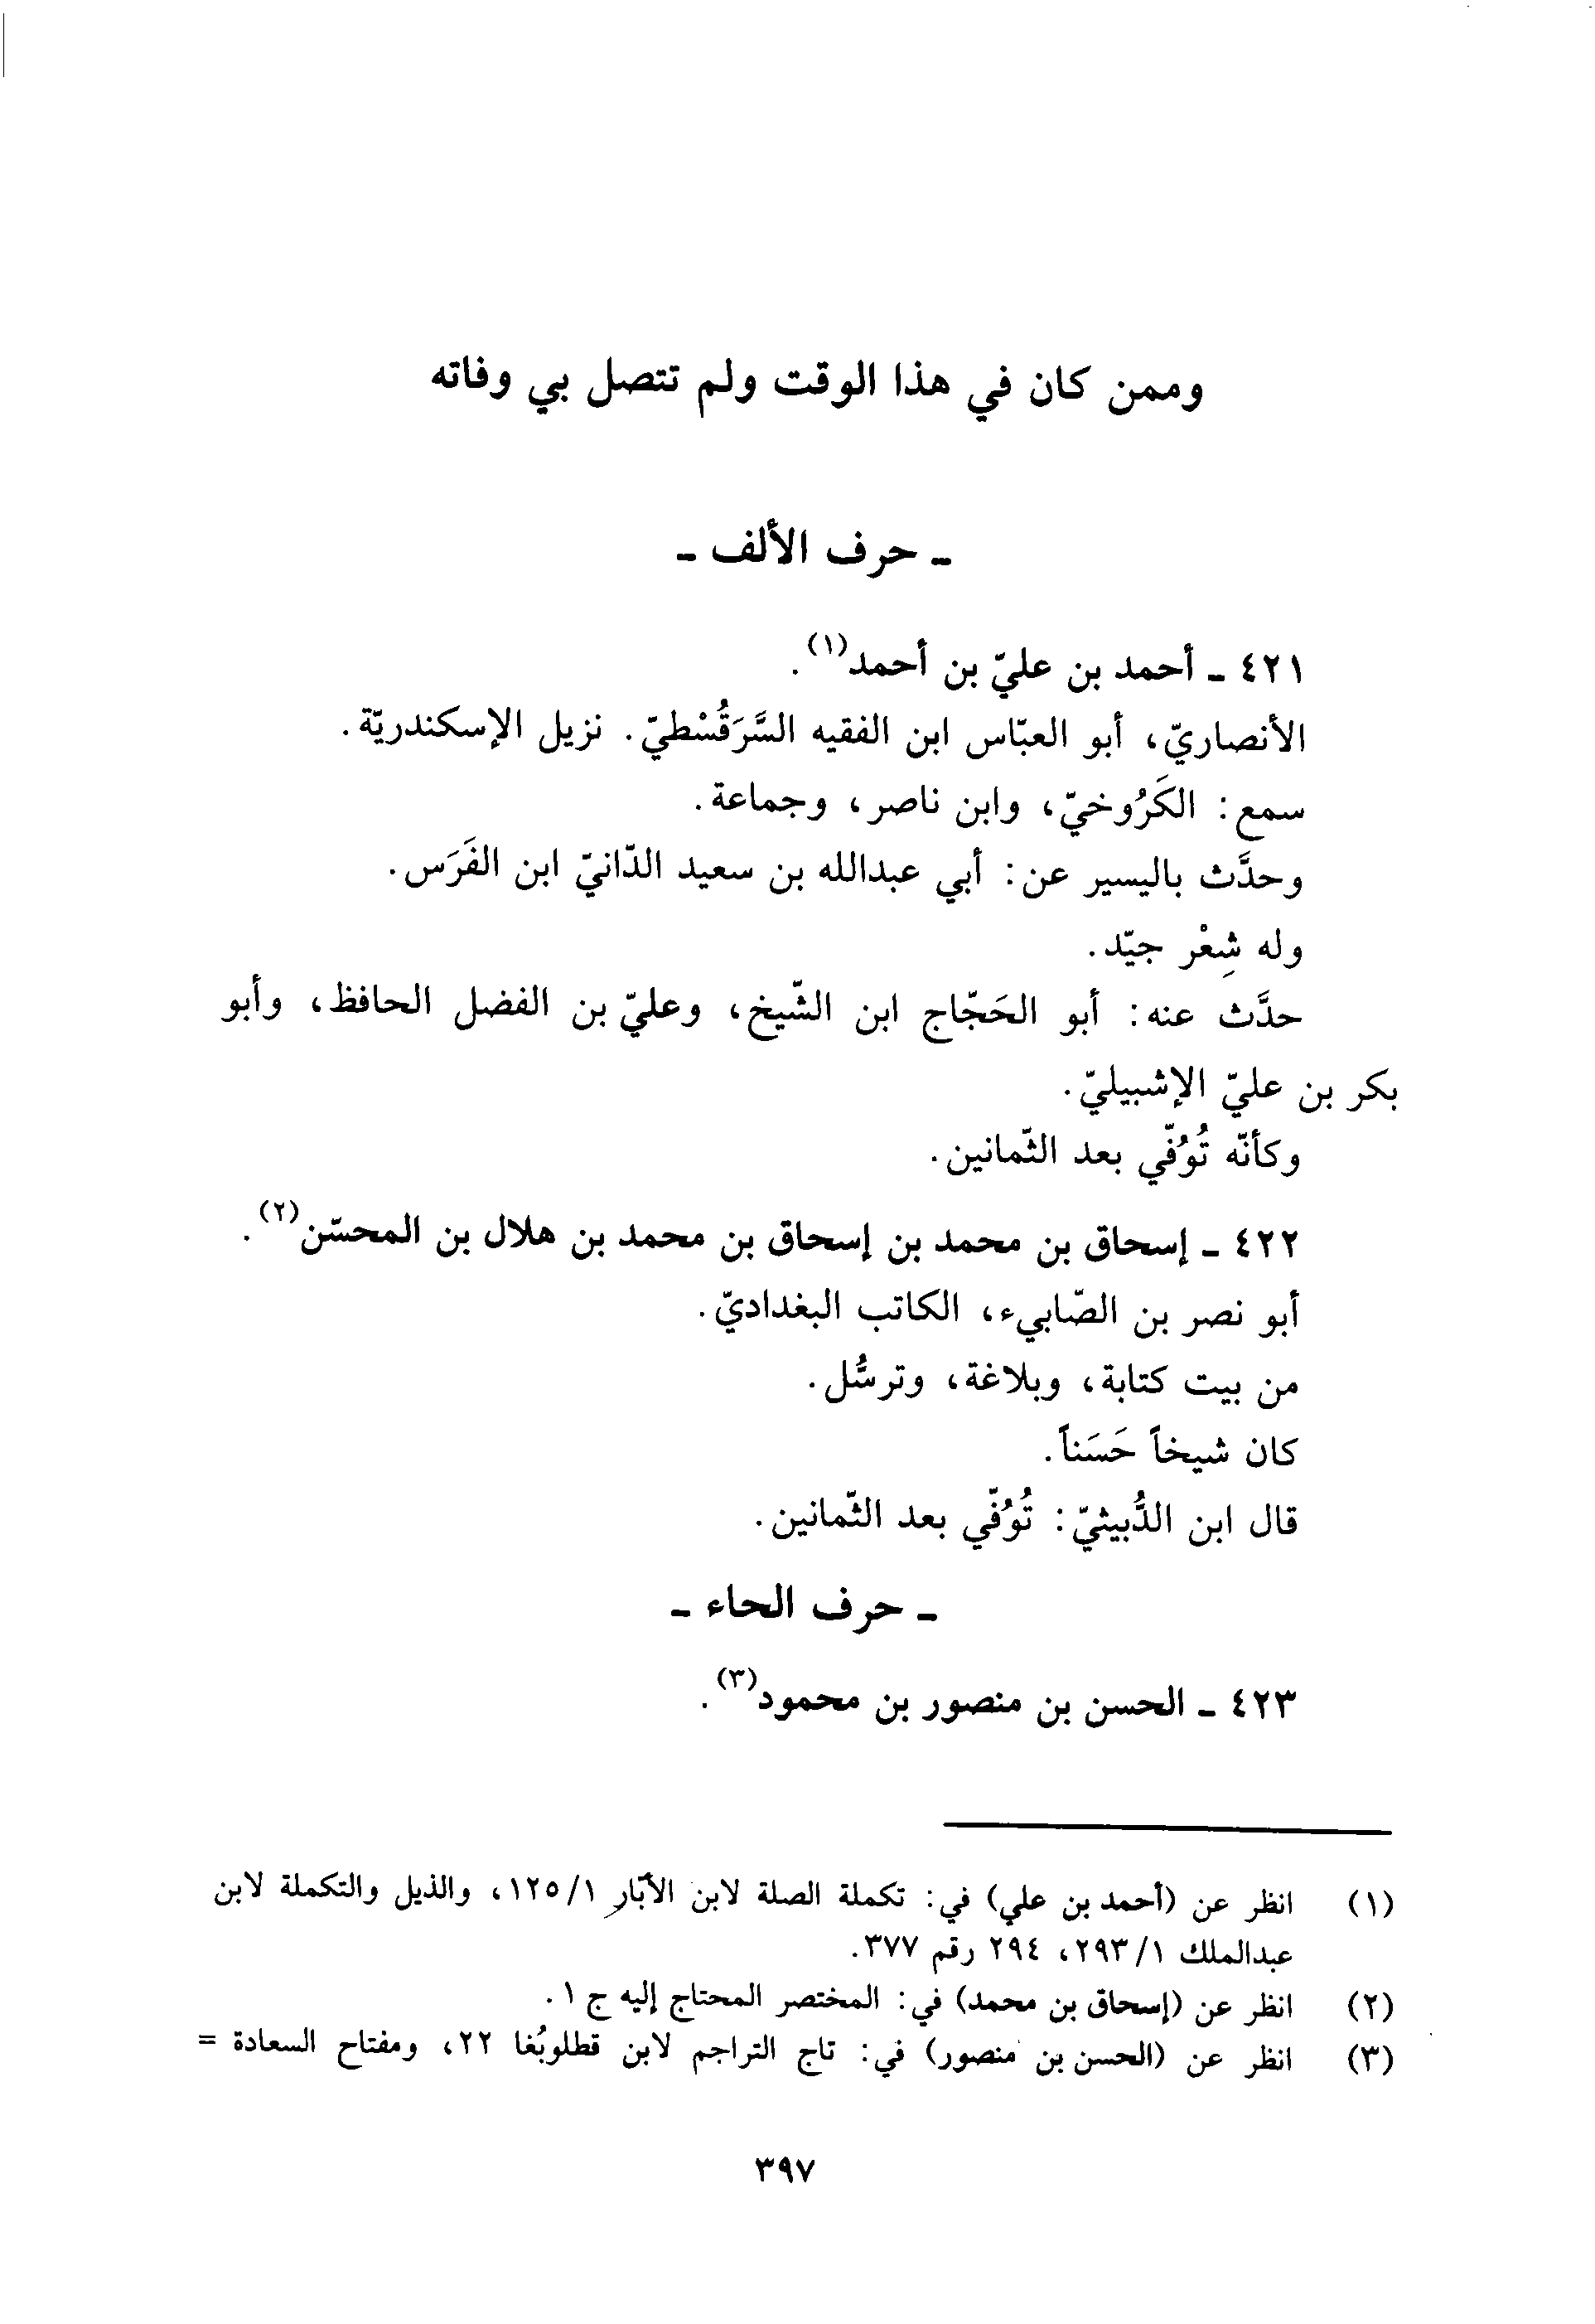 وممن كان في هذا الوقت ولم تتصل بي وفاته
ـ حرف الألف ـ
٤٢١ ـ أحمد بن عليّ بن أحمد(١).
الأنصاريّ، أبو العبّاس ابن الفقيه السَّرَقُسْطيّ. نزيل الإسكندريّة.
سمع: الكَرُوخيّ، وابن ناصر، وجماعة.
وحدَّث باليسير عن: أبي عبدالله بن سعيد الدّانيّ ابن الفَرَس.
وله شِعْر جيّد.
حدَّث عنه: أبو الحَجّاج ابن الشّيخ، وعليّ بن الفضل الحافظ، وأبو
بكر بن عليّ الإشبيليّ.
وكأنّه تُوُفّي بعد الثّمانين.
٤٢٢ ـ إسحاق بن محمد بن إسحاق بن محمد بن هلال بن المحسّن(٢).
أبو نصر بن الصّابيء، الكاتب البغداديّ.
من بيت كتابة، وبلاغة، وترسُّل.
كان شيخاً حَسَناً.
قال ابن الدُّبيثيّ: تُوُفّي بعد الثّمانين.
ـ حرف الحاء ـ
٤٢٣ ـ الحسن بن منصور بن محمود(٣).
(١) انظر عن (أحمد بن علي) في: تكملة الصلة لابن الأبّار ١/١٢٥، والذيل والتكملة لابن
عبدالملك ١/٢٩٣، ٢٩٤ رقم ٣٧٧.
(٢) انظر عن (إسحاق بن محمد) في: المختصر المحتاج إليه ج ١.
(٣) انظر عن (الحسن بن منصور) في: تاج التراجم لابن قطلوبُغا ٢٢، ومفتاح السعادة =
٣٩٧